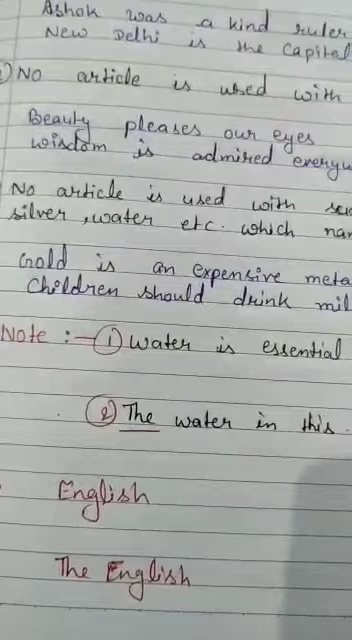 Ashok was a kind ruler
New Delhi is the Capital
No article is used with
Beauty pleases our eyes
wisdom is admired
No article is used with
silver, water etc. which
Gold is an expensive
Children should drink
Note :- ① Water is essential
② The water in this
English
The English